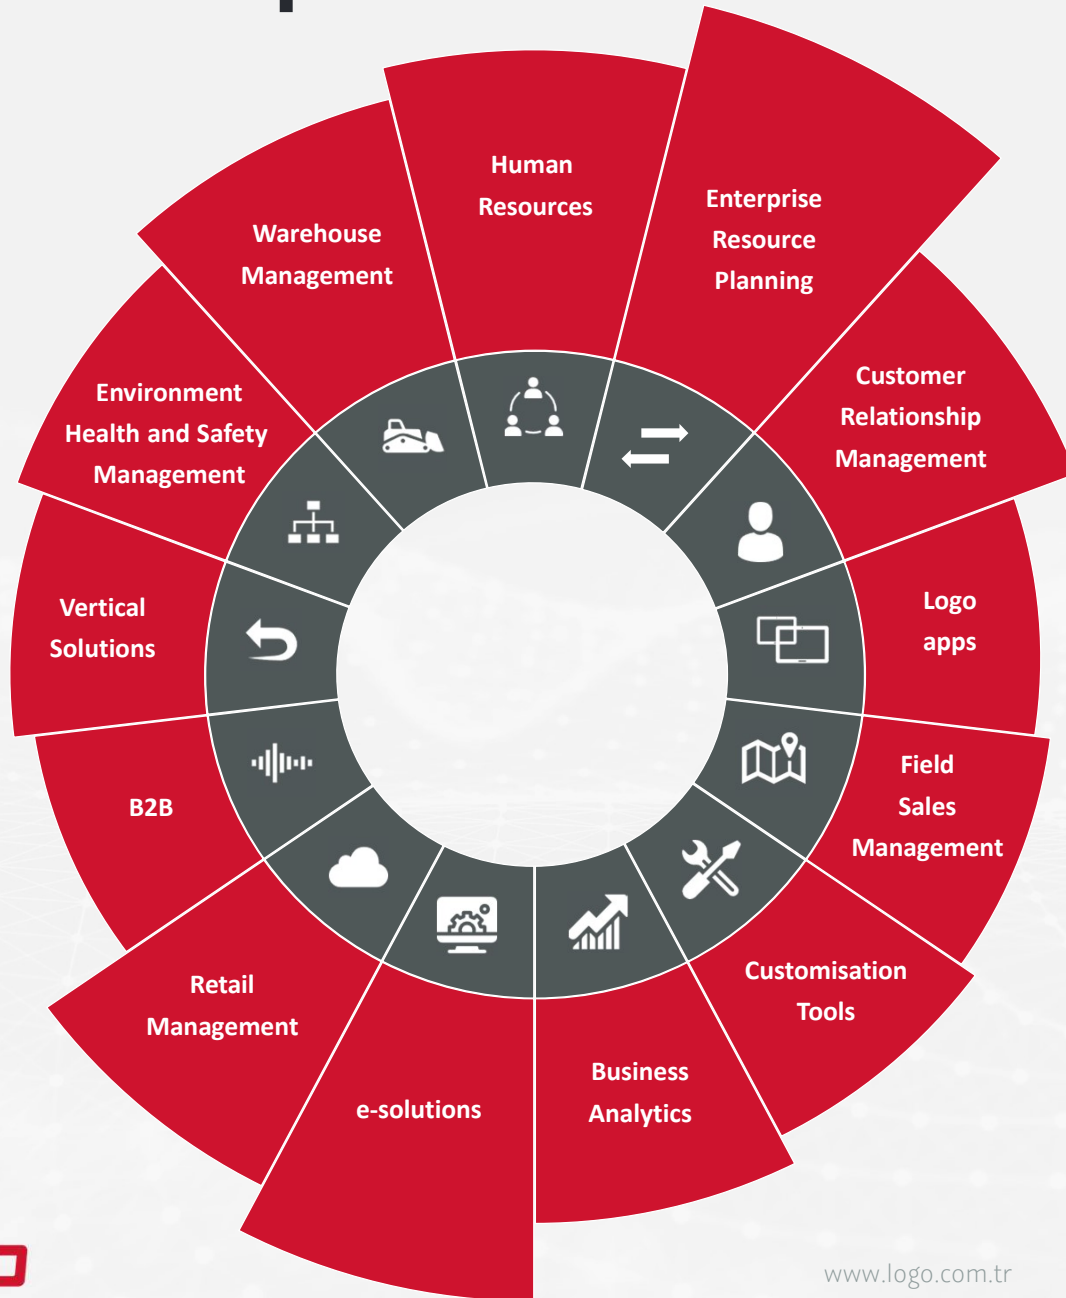 Human
Resources
Enterprise
Resource
Planning
Customer
Relationship
Management
Logo
apps
Field
Sales
Management
Customisation
Tools
Business
Analytics
e-solutions
Retail
Management
B2B
Vertical
Solutions
Environment
Health and Safety
Management
Warehouse
Management
www.logo.com.tr